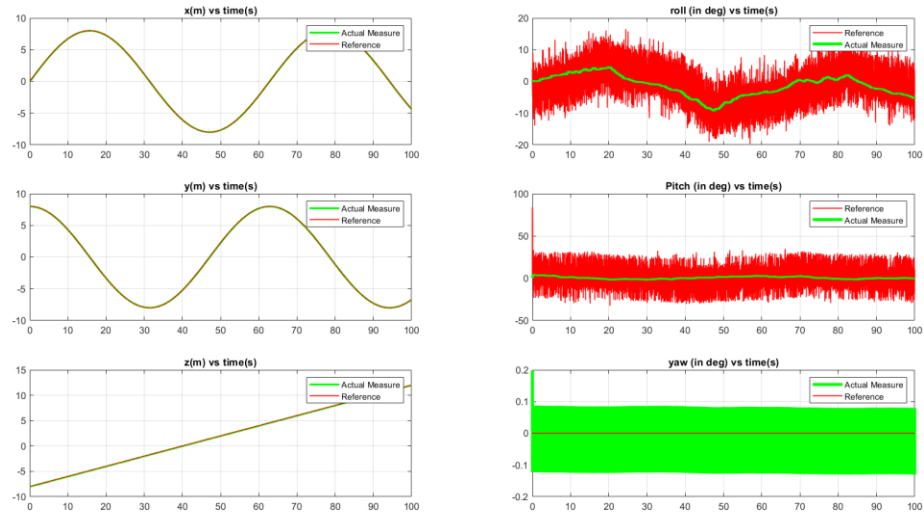 x(m) vs time(s)
10
5
0
-5
-10
0 10 20 30 40 50 60 70 80 90 100
Actual Measure
Reference
roll (in deg) vs time(s)
20
10
0
-10
-20
0 10 20 30 40 50 60 70 80 90 100
Reference
Actual Measure
y(m) vs time(s)
10
5
0
-5
-10
0 10 20 30 40 50 60 70 80 90 100
Actual Measure
Reference
Pitch (in deg) vs time(s)
100
50
0
-50
0 10 20 30 40 50 60 70 80 90 100
Reference
Actual Measure
z(m) vs time(s)
15
10
5
0
-5
-10
0 10 20 30 40 50 60 70 80 90 100
Actual Measure
Reference
yaw (in deg) vs time(s)
0.2
0.1
0
-0.1
-0.2
0 10 20 30 40 50 60 70 80 90 100
Actual Measure
Reference